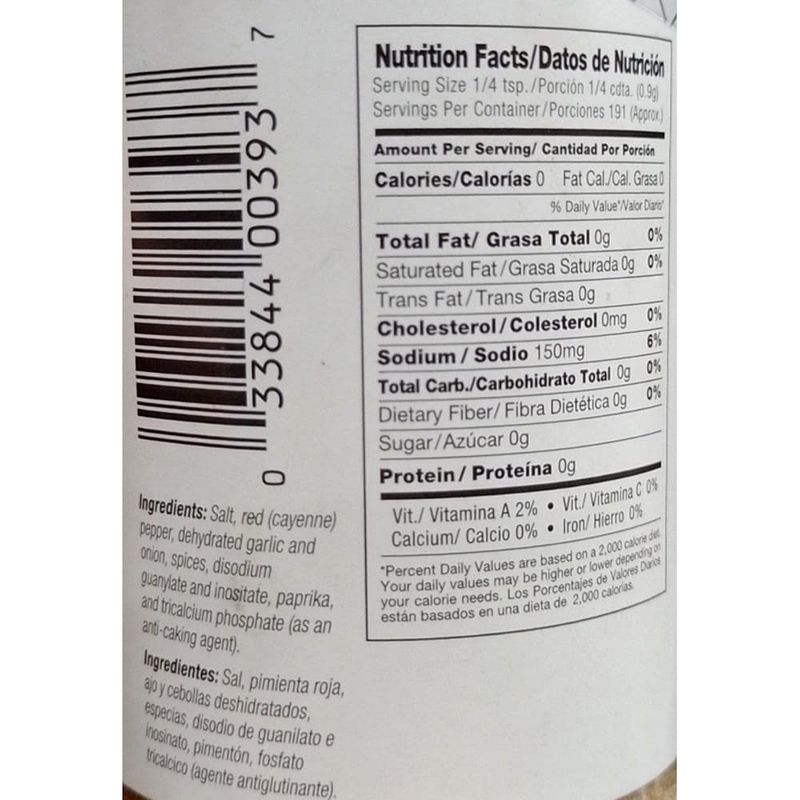 0 33844 00393 7
Ingredients: Salt, red (cayenne)
pepper, dehydrated garlic and
onion, spices, disodium
guanylate and inositate, paprika,
and tricalcium phosphate (as an
anti-caking agent).
Ingredientes: Sal, pimienta roja,
ajo y cebollas deshidratados,
especias, disodio de guanilato e
inosinato, pimentón, fosfato
tricalcico (agente antiglutinante).
Nutrition Facts/Datos de Nutrición
Serving Size 1/4 tsp./Porción 1/4 cdta. (0.9g)
Servings Per Container/Porciones 191 (Approx.)
Amount Per Serving/ Cantidad Por Porción
Calories/Calorías 0 Fat Cal./Cal. Grasa 0
% Daily Value*/Valor Diario*
Total Fat/ Grasa Total 0g 0%
Saturated Fat/Grasa Saturada 0g 0%
Trans Fat/Trans Grasa 0g
Cholesterol/Colesterol 0mg 0%
Sodium/Sodio 150mg 6%
Total Carb./Carbohidrato Total 0g 0%
Dietary Fiber/ Fibra Dietética 0g 0%
Sugar/Azúcar 0g
Protein/Proteína 0g
Vit./ Vitamina A 2% • Vit./ Vitamina C 0%
Calcium/ Calcio 0% • Iron/ Hierro 0%
*Percent Daily Values are based on a 2,000 calorie diet.
Your daily values may be higher or lower depending on
your calorie needs. Los Porcentajes de Valores Diarios
están basados en una dieta de 2,000 calorías.